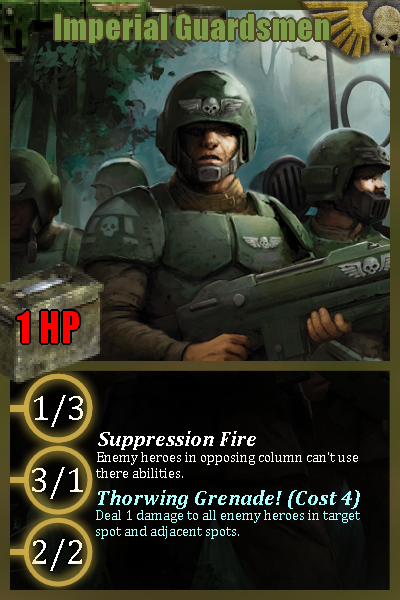 Imperial Guardsmen
1 HP
1/3
Suppression Fire
Enemy heroes in opposing column can't use
there abilities.
3/1
Thorwing Grenade! (Cost 4)
Deal 1 damage to all enemy heroes in target
spot and adjacent spots.
2/2